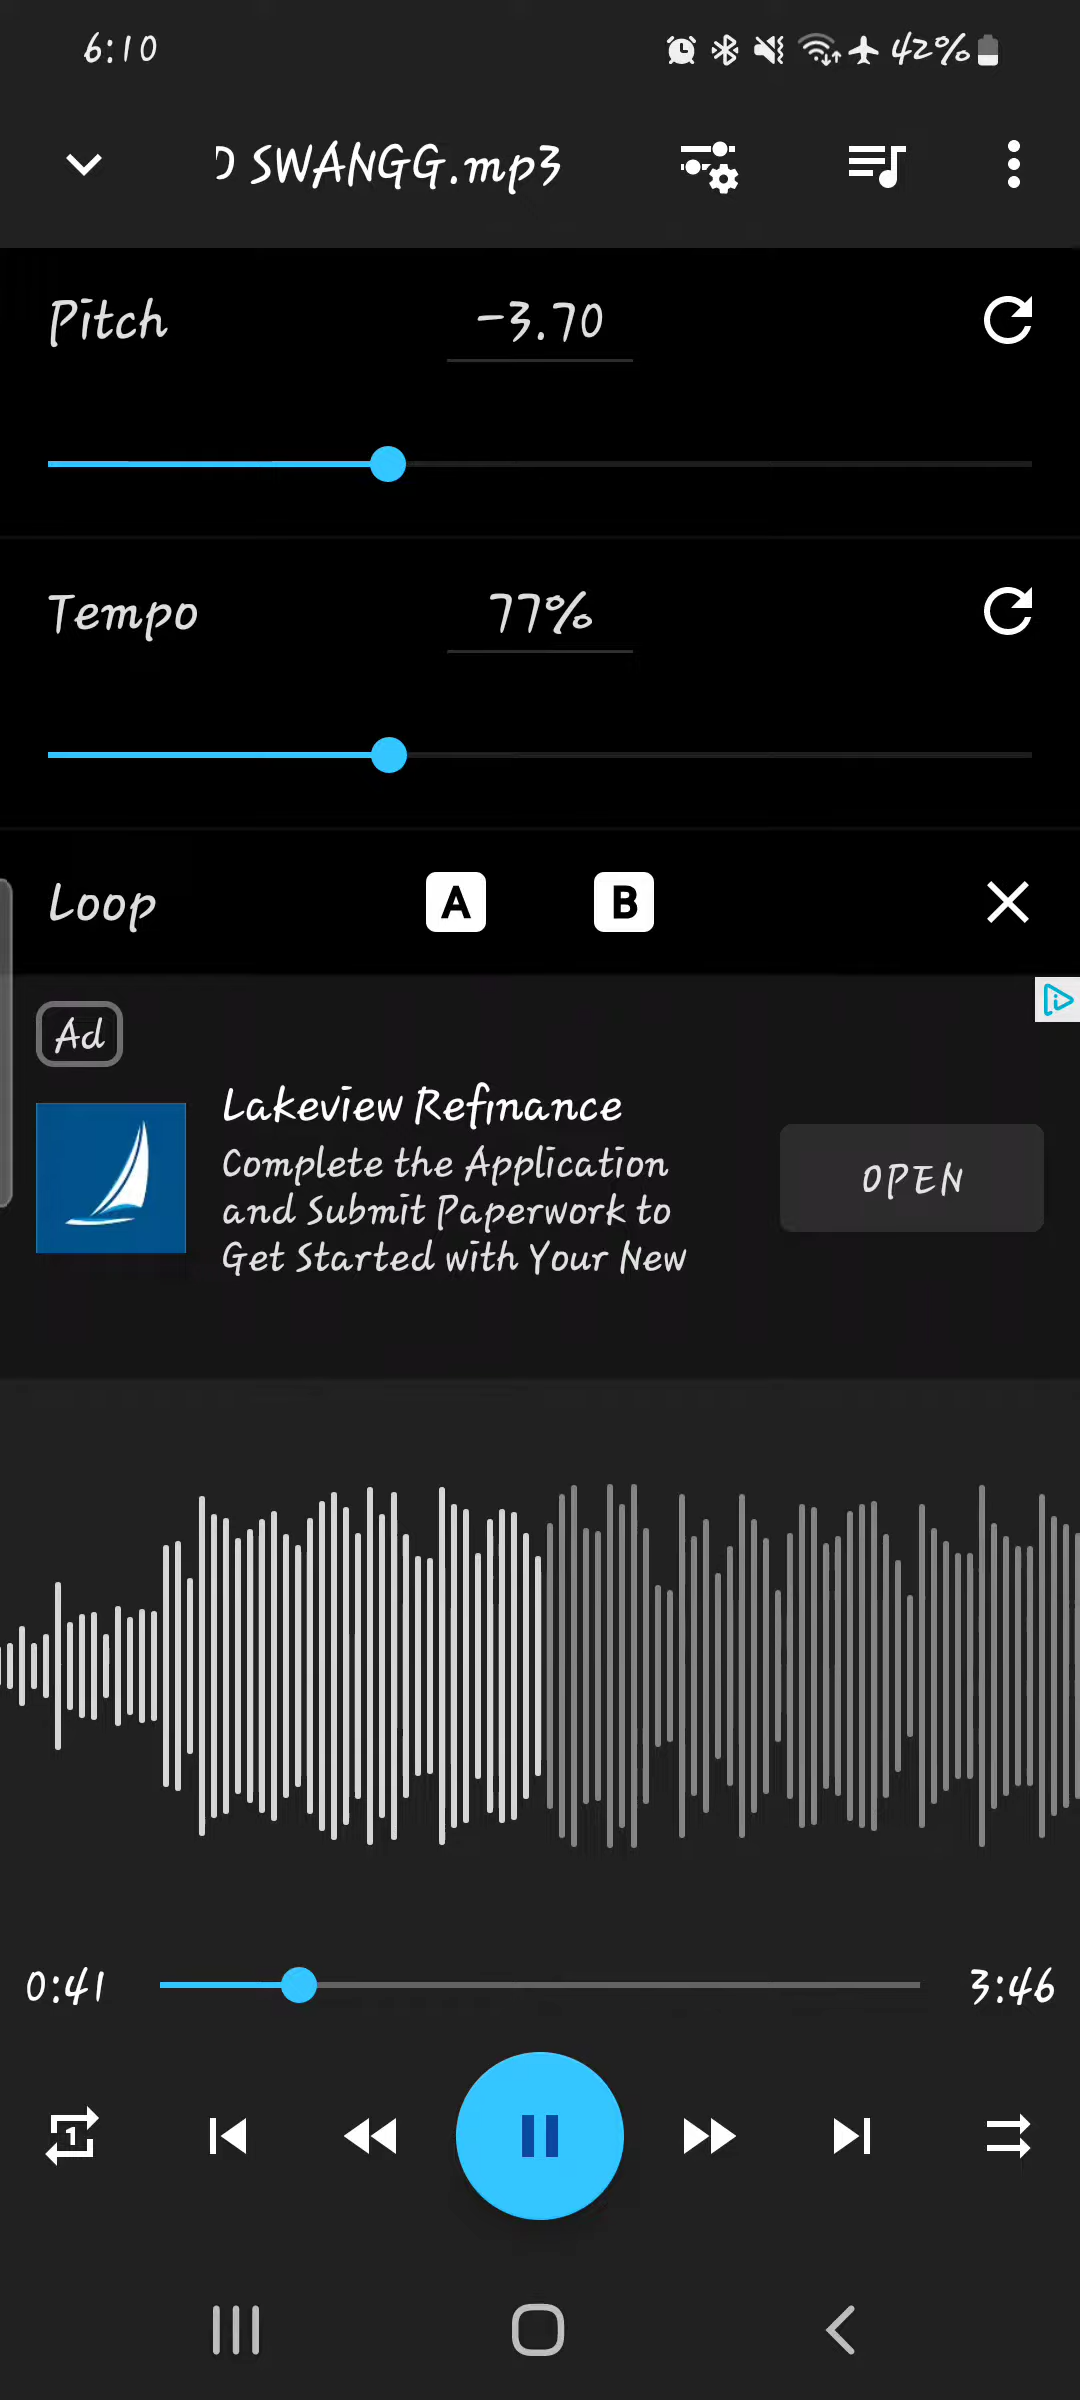 6:10
42%
SWANGG.mp3
Pitch
-3.70
Tempo
77%
Loop
A
B
Ad
Lakeview Refinance
Complete the Application
and Submit Paperwork to
Get Started with Your New
OPEN
0:41
3:46
1